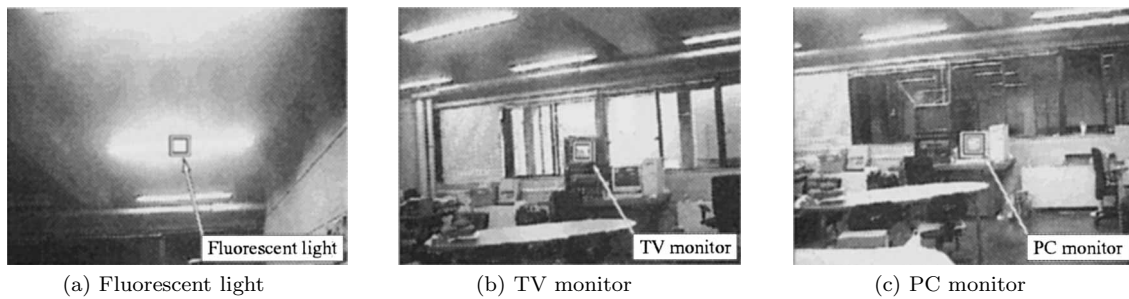 Fluorescent light
TV monitor
PC monitor
(a) Fluorescent light
(b) TV monitor
(c) PC monitor